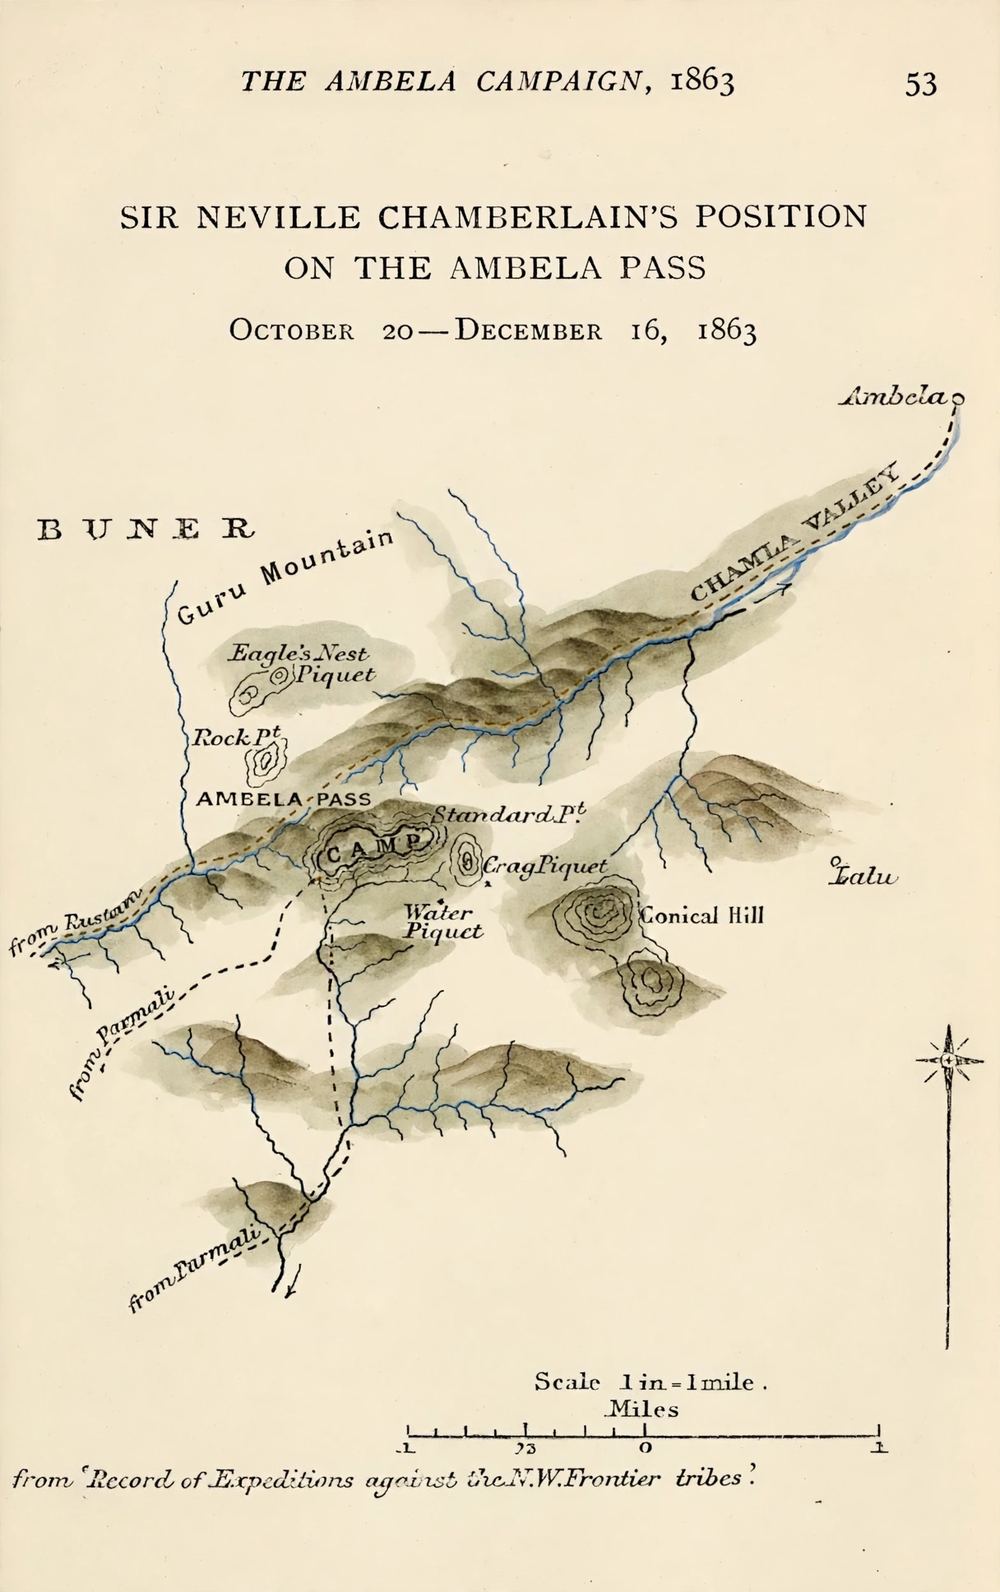 THE AMBELA CAMPAIGN, 1863
53
SIR NEVILLE CHAMBERLAIN'S POSITION
ON THE AMBELA PASS
OCTOBER 20—DECEMBER 16, 1863
Ambela
CHAMLA VALLEY
BUNER
Guru Mountain
Eagle's Nest
Piquet
Rock Pt.
AMBELA PASS
Standard Pt.
CAMP
Crag Piquet
Lalu
Water
Piquet
Conical Hill
from Rustam
from Parmali
from Parmali
Scale 1 in = 1 mile.
Miles
1 0 1
from 'Record of Expeditions against the N.W. Frontier tribes'.